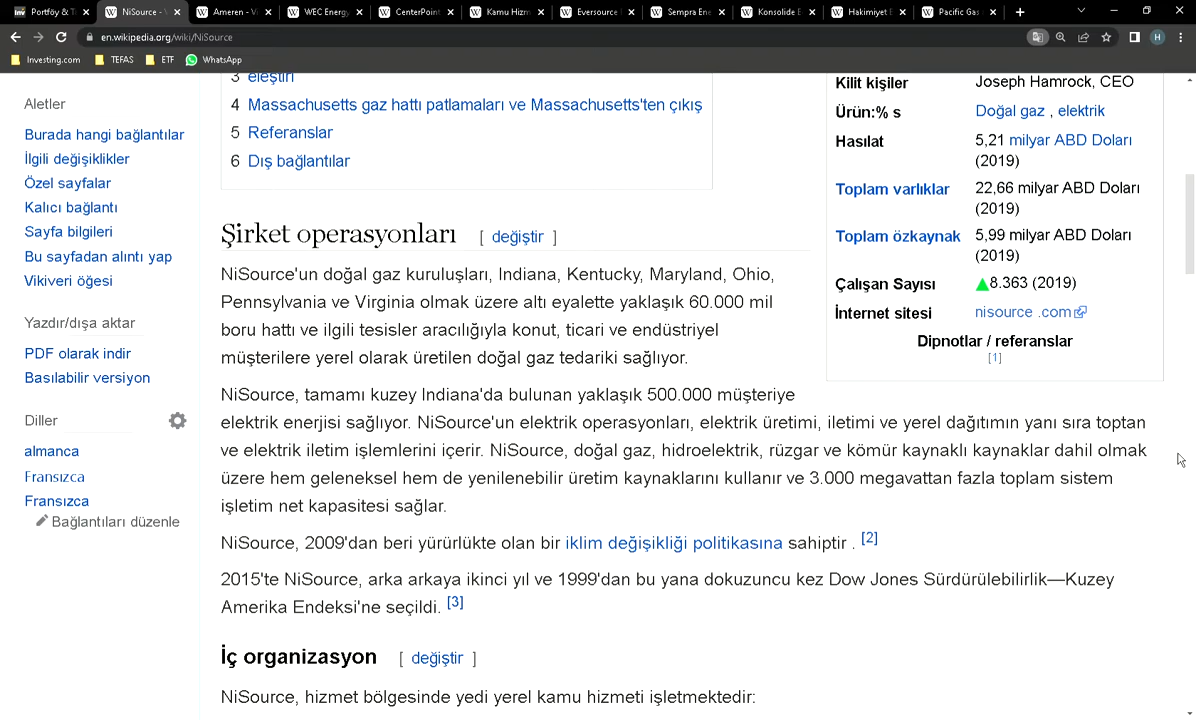 Portföy & T
NiSource - V
Ameren - Vi
WEC Energy
CenterPoint
Kamu Hizm
Eversource
Sempra Ene
Konsolide E
Hakimiyet E
Pacific Gas
en.wikipedia.org/wiki/NiSource
Investing.com
TEFAS
ETF
WhatsApp
Aletler
Burada hangi bağlantılar
İlgili değişiklikler
Özel sayfalar
Kalıcı bağlantı
Sayfa bilgileri
Bu sayfadan alıntı yap
Vikiveri öğesi
Yazdır/dışa aktar
PDF olarak indir
Basılabilir versiyon
Diller
almanca
Fransızca
Fransızca
Bağlantıları düzenle
3 eleştiri
4 Massachusetts gaz hattı patlamaları ve Massachusetts'ten çıkış
5 Referanslar
6 Dış bağlantılar
Kilit kişiler Joseph Hamrock, CEO
Ürün:% s Doğal gaz , elektrik
Hasılat 5,21 milyar ABD Doları
(2019)
Toplam varlıklar 22,66 milyar ABD Doları
(2019)
Toplam özkaynak 5,99 milyar ABD Doları
(2019)
Çalışan Sayısı ▲8.363 (2019)
İnternet sitesi nisource .com
Dipnotlar / referanslar
[1]
Şirket operasyonları [ değiştir ]
NiSource'un doğal gaz kuruluşları, Indiana, Kentucky, Maryland, Ohio,
Pennsylvania ve Virginia olmak üzere altı eyalette yaklaşık 60.000 mil
boru hattı ve ilgili tesisler aracılığıyla konut, ticari ve endüstriyel
müşterilere yerel olarak üretilen doğal gaz tedariki sağlıyor.
NiSource, tamamı kuzey Indiana'da bulunan yaklaşık 500.000 müşteriye
elektrik enerjisi sağlıyor. NiSource'un elektrik operasyonları, elektrik üretimi, iletimi ve yerel dağıtımın yanı sıra toptan
ve elektrik iletim işlemlerini içerir. NiSource, doğal gaz, hidroelektrik, rüzgar ve kömür kaynaklı kaynaklar dahil olmak
üzere hem geleneksel hem de yenilenebilir üretim kaynaklarını kullanır ve 3.000 megavattan fazla toplam sistem
işletim net kapasitesi sağlar.
NiSource, 2009'dan beri yürürlükte olan bir iklim değişikliği politikasına sahiptir . [2]
2015'te NiSource, arka arkaya ikinci yıl ve 1999'dan bu yana dokuzuncu kez Dow Jones Sürdürülebilirlik—Kuzey
Amerika Endeksi'ne seçildi. [3]
İç organizasyon [ değiştir ]
NiSource, hizmet bölgesinde yedi yerel kamu hizmeti işletmektedir: